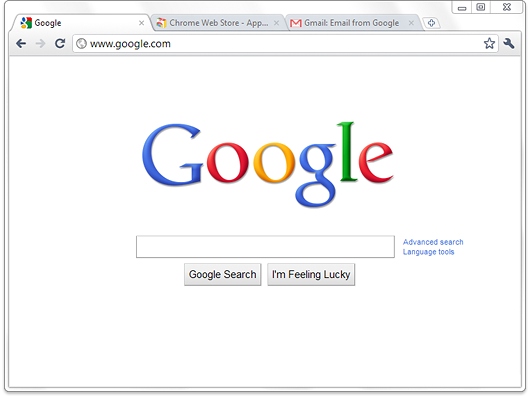 Google
Chrome Web Store - App...
Gmail: Email from Google
www.google.com
Google
Advanced search
Language tools
Google Search
I'm Feeling Lucky